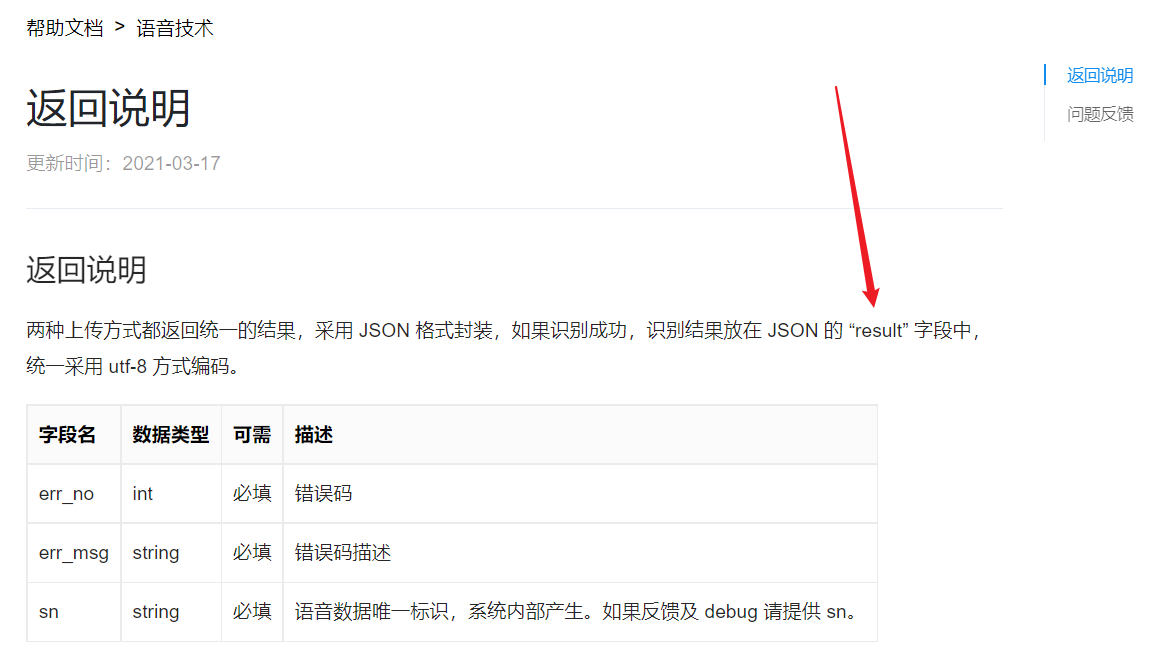 帮助文档 > 语音技术
返回说明
更新时间：2021-03-17
返回说明
问题反馈
返回说明
两种上传方式都返回统一的结果，采用 JSON 格式封装，如果识别成功，识别结果放在 JSON 的 “result” 字段中，
统一采用 utf-8 方式编码。
字段名 数据类型 可需 描述
err_no int 必填 错误码
err_msg string 必填 错误码描述
sn string 必填 语音数据唯一标识，系统内部产生。如果反馈及 debug 请提供 sn。